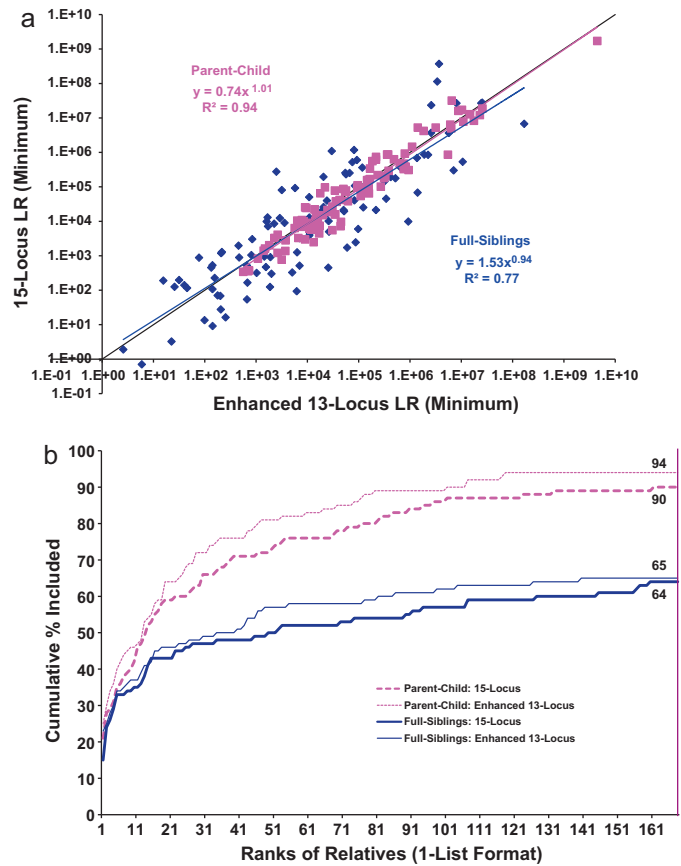 a
1.E+10
1.E+10
1.E+09
1.E+08
1.E+07
1.E+06
1.E+05
1.E+04
1.E+03
1.E+02
1.E+01
1.E+00
1.E-01
15-Locus LR (Minimum)
Parent-Child
y = 0.74x 1.01
R² = 0.94
Full-Siblings
y = 1.53x0.94
R² = 0.77
1.E-01 1.E+00 1.E+01 1.E+02 1.E+03 1.E+04 1.E+05 1.E+06 1.E+07 1.E+08 1.E+09 1.E+10
Enhanced 13-Locus LR (Minimum)
b
100
90
80
70
60
50
40
30
20
10
0
Cumulative % Included
94
90
65
64
Parent-Child: 15-Locus
Parent-Child: Enhanced 13-Locus
Full-Siblings: 15-Locus
Full-Siblings: Enhanced 13-Locus
1 11 21 31 41 51 61 71 81 91 101 111 121 131 141 151 161
Ranks of Relatives (1-List Format)